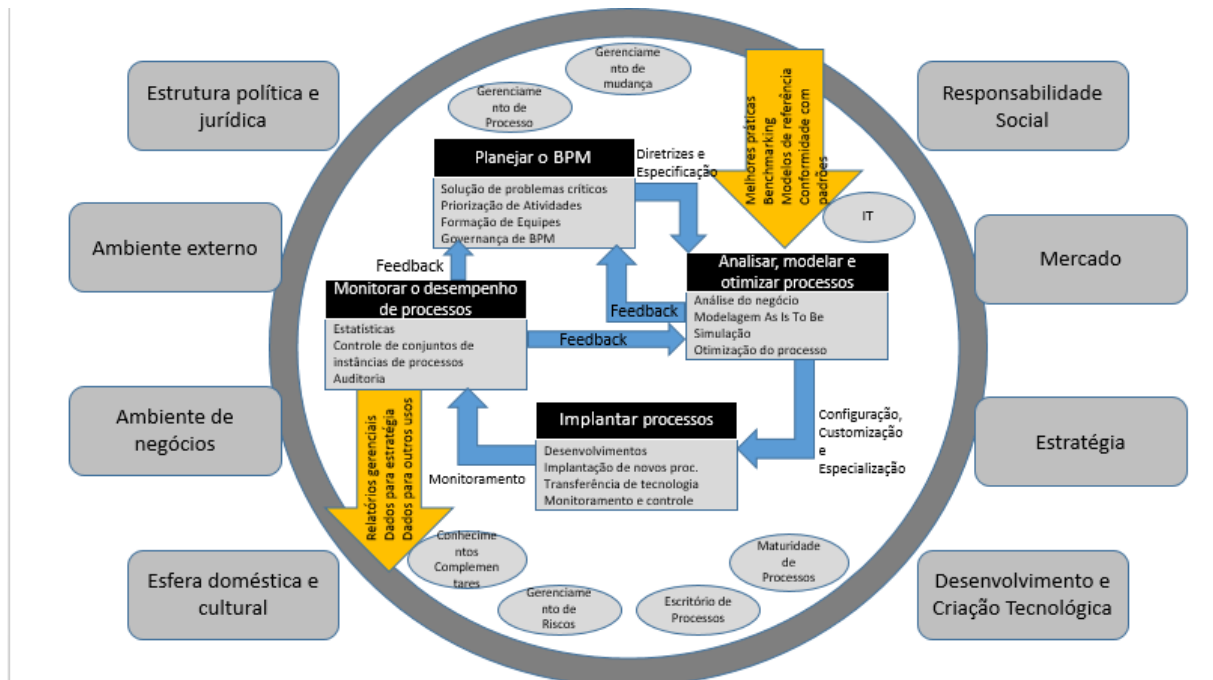 Estrutura política e
jurídica
Ambiente externo
Ambiente de
negócios
Esfera doméstica e
cultural
Gerenciame
nto de
mudança
Gerenciame
nto de
Processo
Planejar o BPM
Solução de problemas críticos
Priorização de Atividades
Formação de Equipes
Governança de BPM
Diretrizes e
Especificação
Melhores práticas
Benchmarking
Modelos de referência
Conformidade com
padrões
IT
Feedback
Monitorar o desempenho
de processos
Estatísticas
Controle de conjuntos de
instâncias de processos
Auditoria
Feedback
Feedback
Analisar, modelar e
otimizar processos
Análise do negócio
Modelagem As Is To Be
Simulação
Otimização do processo
Implantar processos
Desenvolvimentos
Implantação de novos proc.
Transferência de tecnologia
Monitoramento e controle
Configuração,
Customização
e
Especialização
Monitoramento
Relatórios gerenciais
Dados para estratégia
Dados para outros usos
Conhecime
ntos
Complemen
tares
Gerenciame
nto de
Riscos
Escritório de
Processos
Maturidade
de
Processos
Responsabilidade
Social
Mercado
Estratégia
Desenvolvimento e
Criação Tecnológica